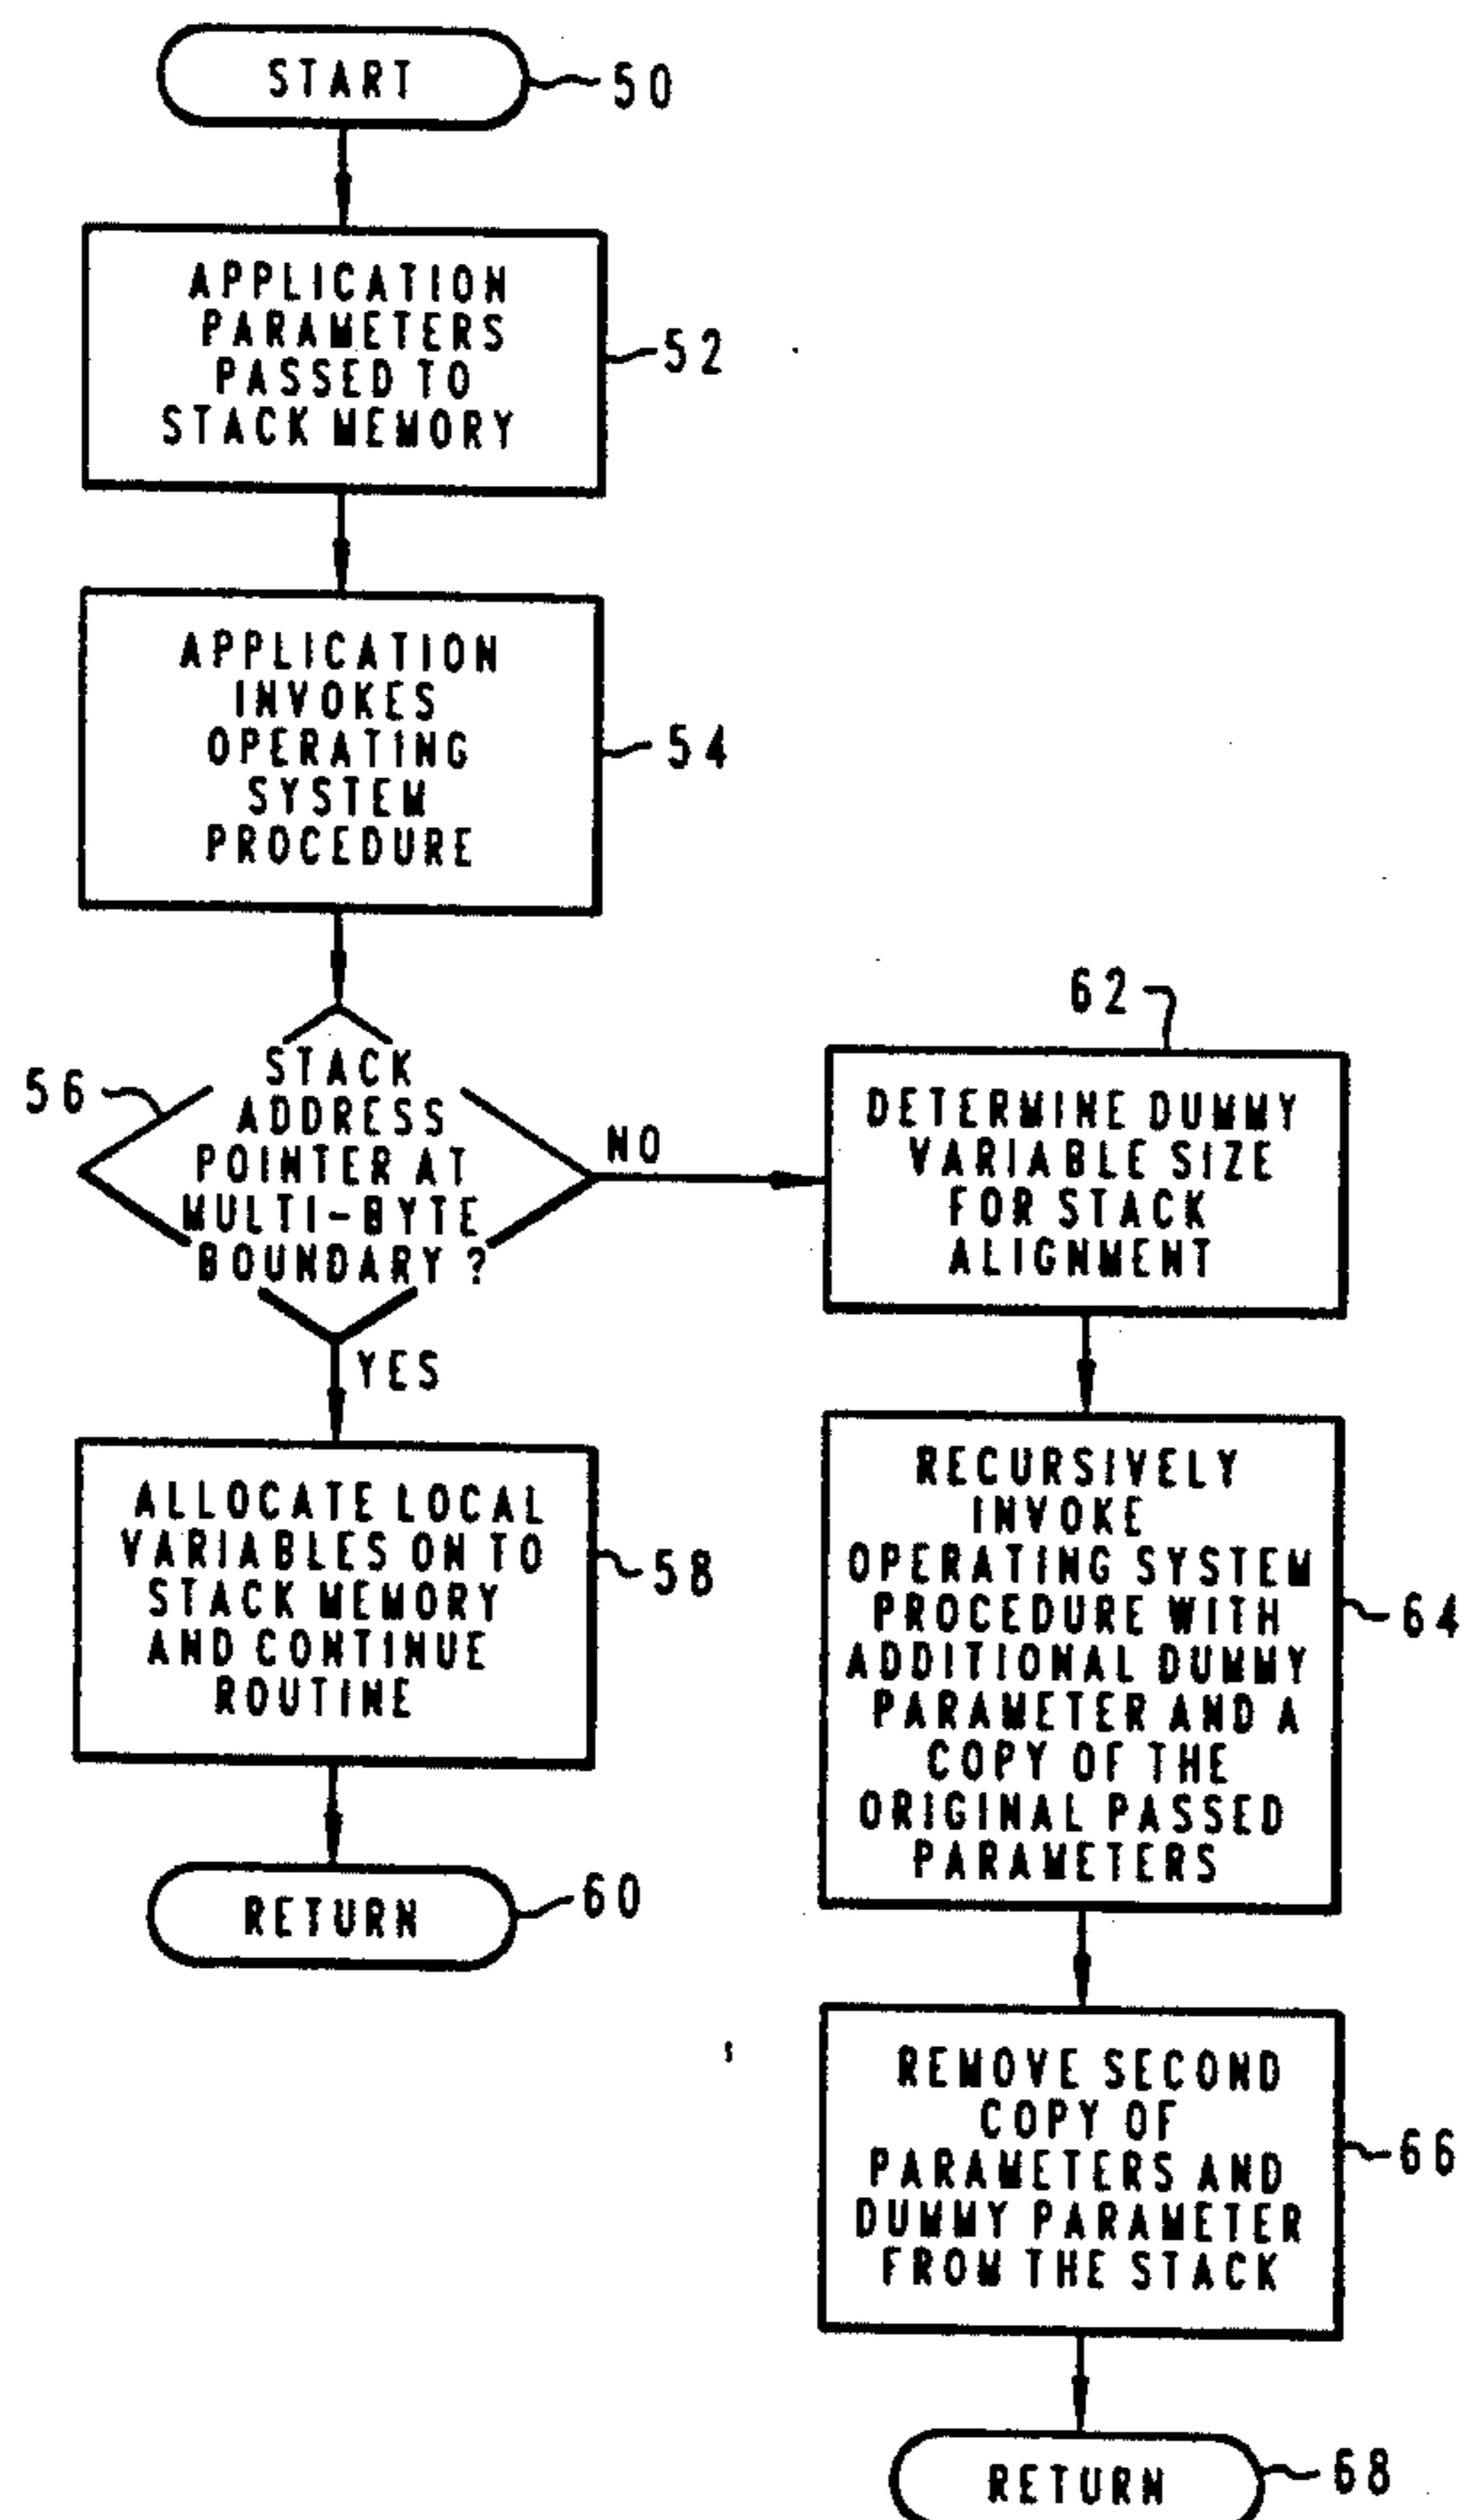 START
50
APPLICATION
PARAMETERS
PASSED TO
STACK MEMORY
52
APPLICATION
INVOKES
OPERATING
SYSTEM
PROCEDURE
54
STACK
ADDRESS
POINTER AT
MULTI-BYTE
BOUNDARY?
56
NO
YES
ALLOCATE LOCAL
VARIABLES ON TO
STACK MEMORY
AND CONTINUE
ROUTINE
58
RETURN
60
62
DETERMINE DUMMY
VARIABLE SIZE
FOR STACK
ALIGNMENT
RECURSIVELY
INVOKE
OPERATING SYSTEM
PROCEDURE WITH
ADDITIONAL DUMMY
PARAMETER AND A
COPY OF THE
ORIGINAL PASSED
PARAMETERS
64
REMOVE SECOND
COPY OF
PARAMETERS AND
DUMMY PARAMETER
FROM THE STACK
66
RETURN
68